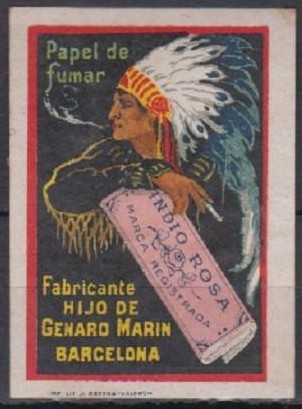 Papel de
fumar
INDIO ROSA
MARCA REGISTRADA
Fabricante
HIJO DE
GENARO MARIN
BARCELONA